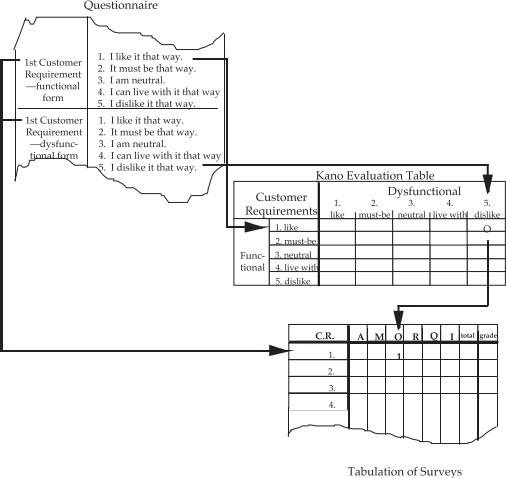 Questionnaire
1st Customer
Requirement
—functional
form
1. I like it that way.
2. It must be that way.
3. I am neutral.
4. I can live with it that way
5. I dislike it that way.
1st Customer
Requirement
—dysfunc-
tional form
1. I like it that way.
2. It must be that way.
3. I am neutral.
4. I can live with it that way
5. I dislike it that way.
Kano Evaluation Table
Customer
Requirements
Dysfunctional
1. 2. 3. 4. 5.
like must-be neutral live with dislike
Func-
tional
1. like O
2. must-be
3. neutral
4. live with
5. dislike
C.R. A M O R Q I total grade
1. 1
2.
3.
4.
Tabulation of Surveys